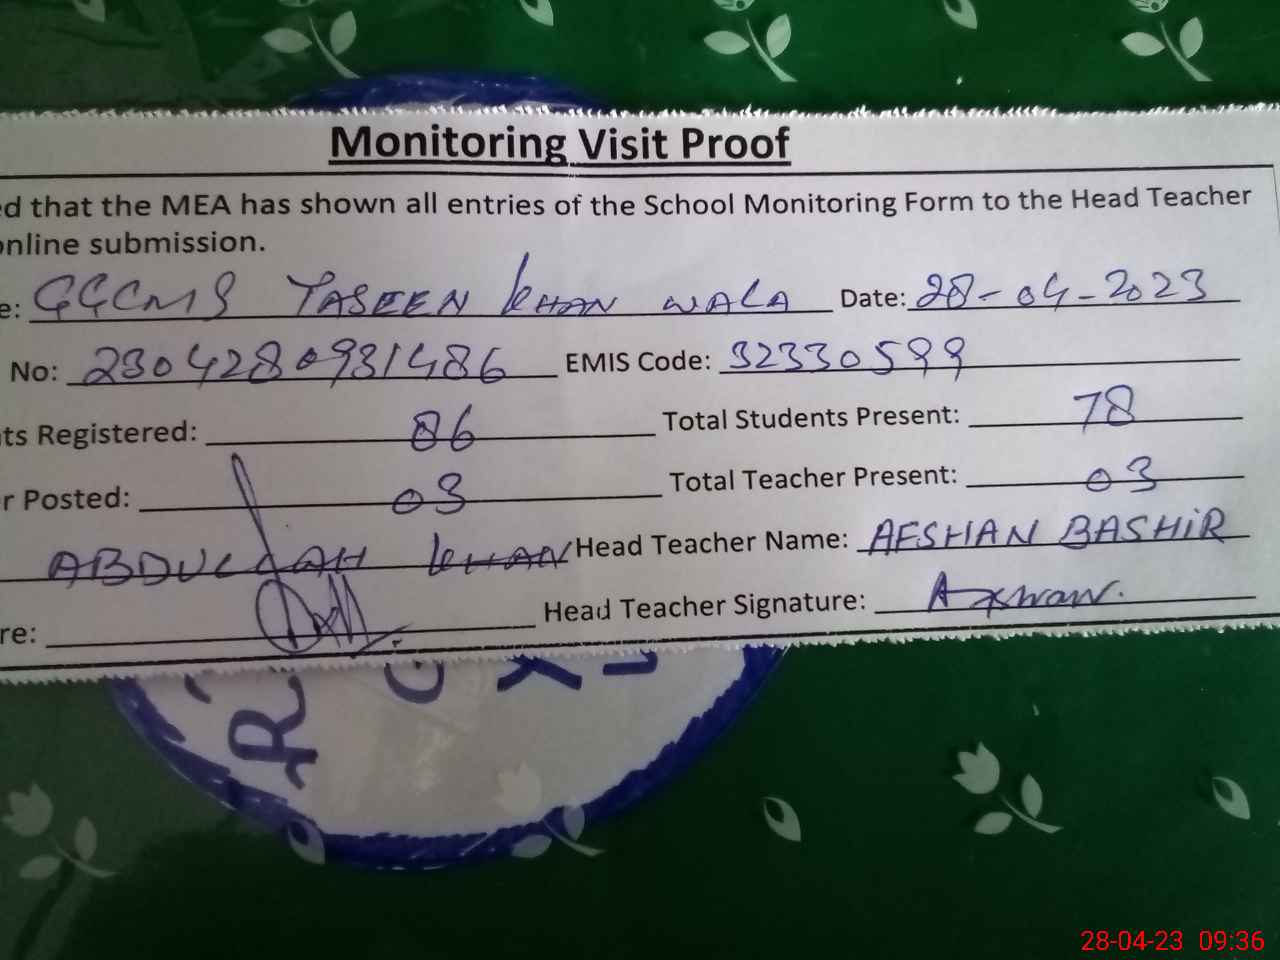 Monitoring Visit Proof
ed that the MEA has shown all entries of the School Monitoring Form to the Head Teacher
online submission.
e: GGCMS YASEEN KHAN WALA Date: 28-04-2023
No: 2304280931486 EMIS Code: 32330599
ts Registered: 86 Total Students Present: 78
r Posted: 03 Total Teacher Present: 03
ABDULLAH KHAN Head Teacher Name: AFSHAN BASHIR
re: Head Teacher Signature: Afshan.
R
28-04-23 09:36